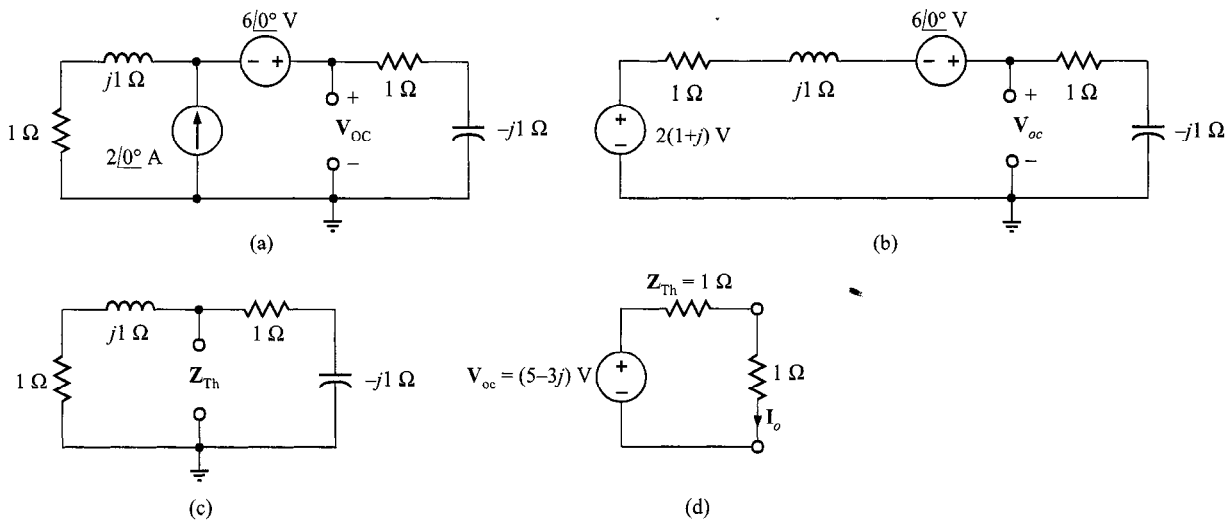 6/0° V
j1 Ω
1 Ω
1 Ω
+
V_OC
−
2/0° A
−j1 Ω
− +
(a)
6/0° V
− +
1 Ω
j1 Ω
1 Ω
+
−
2(1+j) V
+
V_oc
−
−j1 Ω
(b)
j1 Ω
1 Ω
1 Ω
Z_Th
−j1 Ω
(c)
Z_Th = 1 Ω
V_oc = (5−3j) V
+
−
1 Ω
I_o
(d)